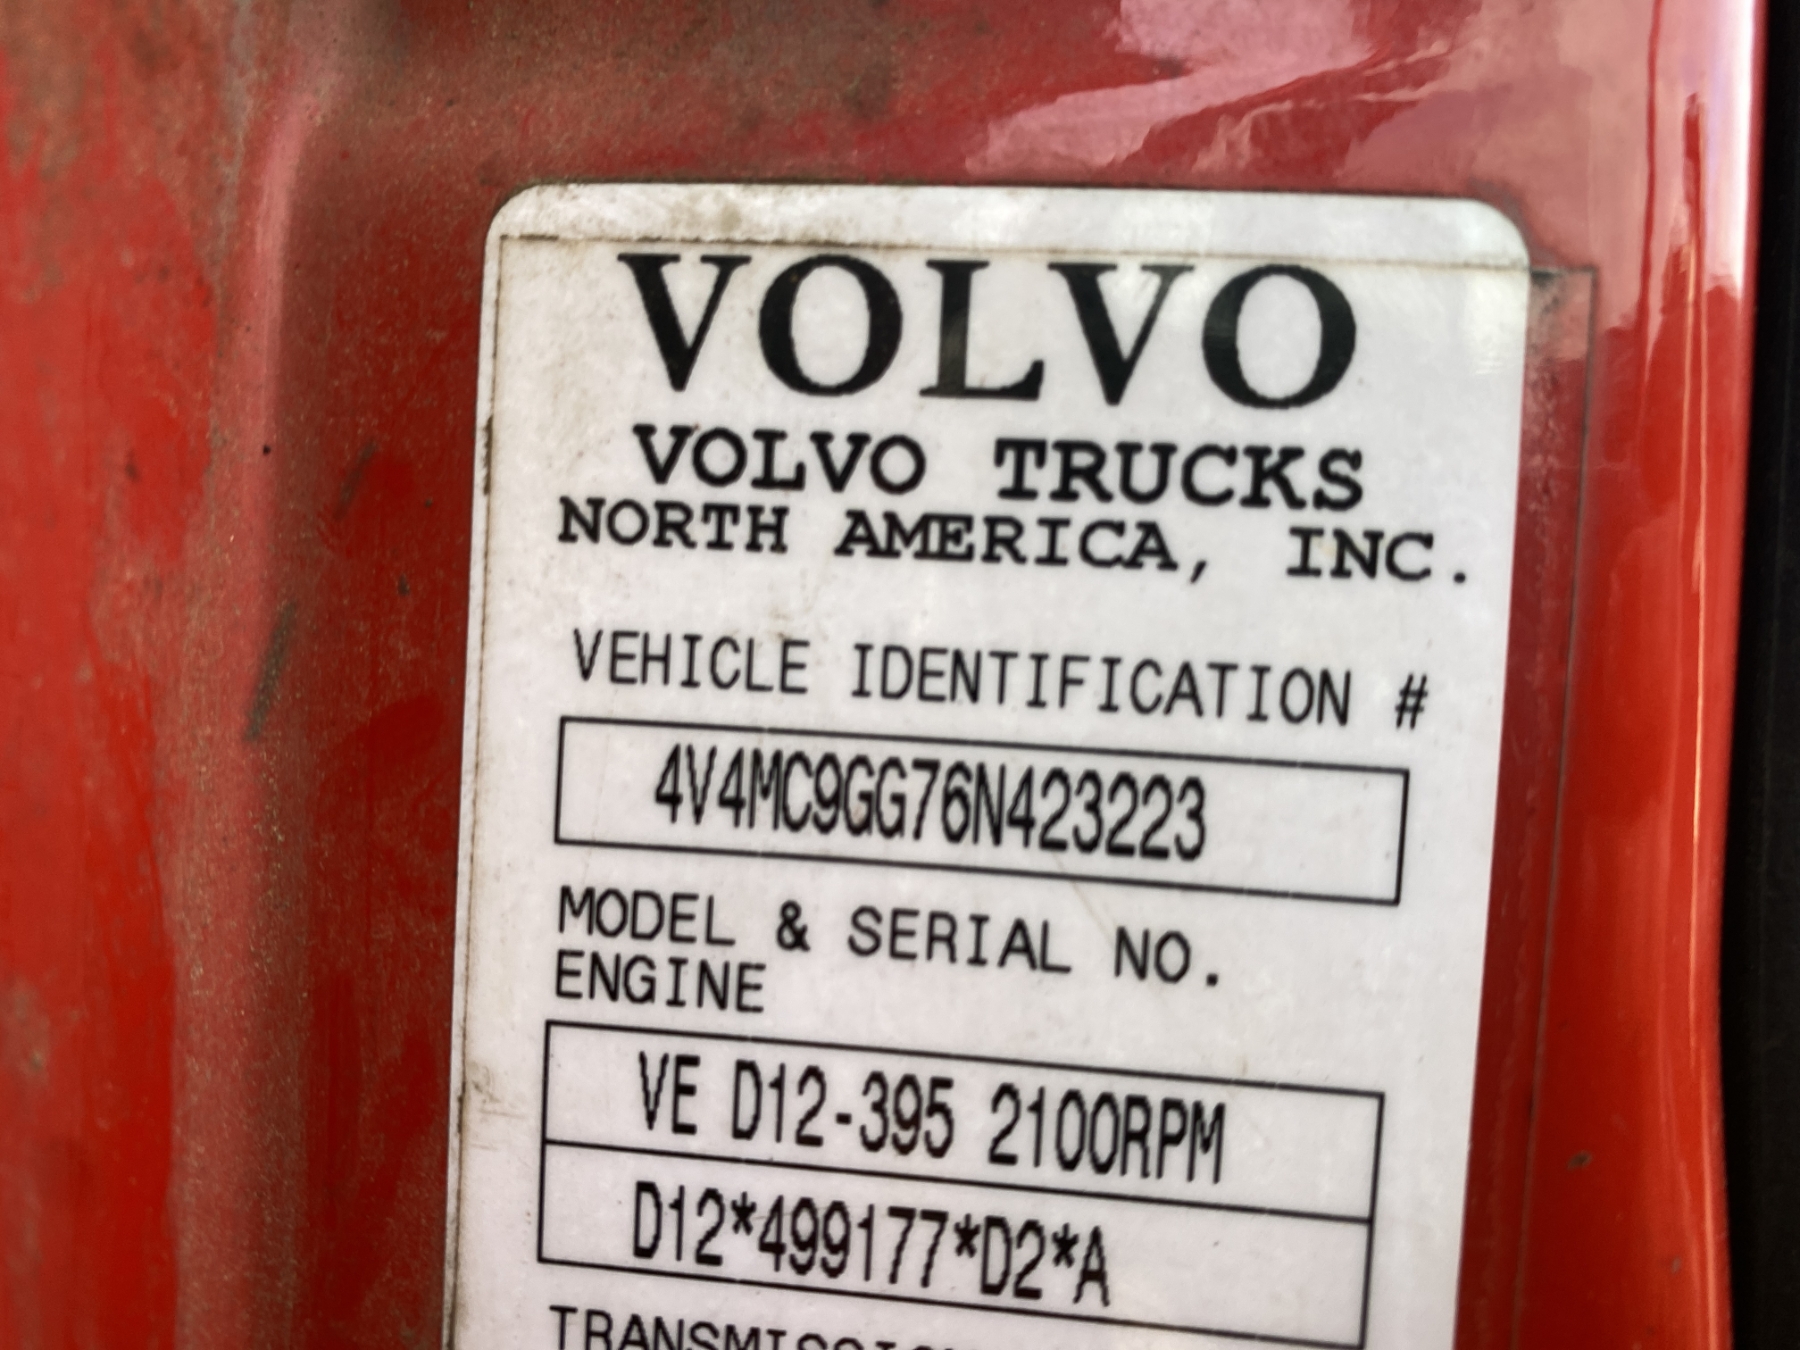 VOLVO
VOLVO TRUCKS
NORTH AMERICA, INC.
VEHICLE IDENTIFICATION #
4V4MC9GG76N423223
MODEL & SERIAL NO.
ENGINE
VE D12-395 2100RPM
D12*499177*D2*A